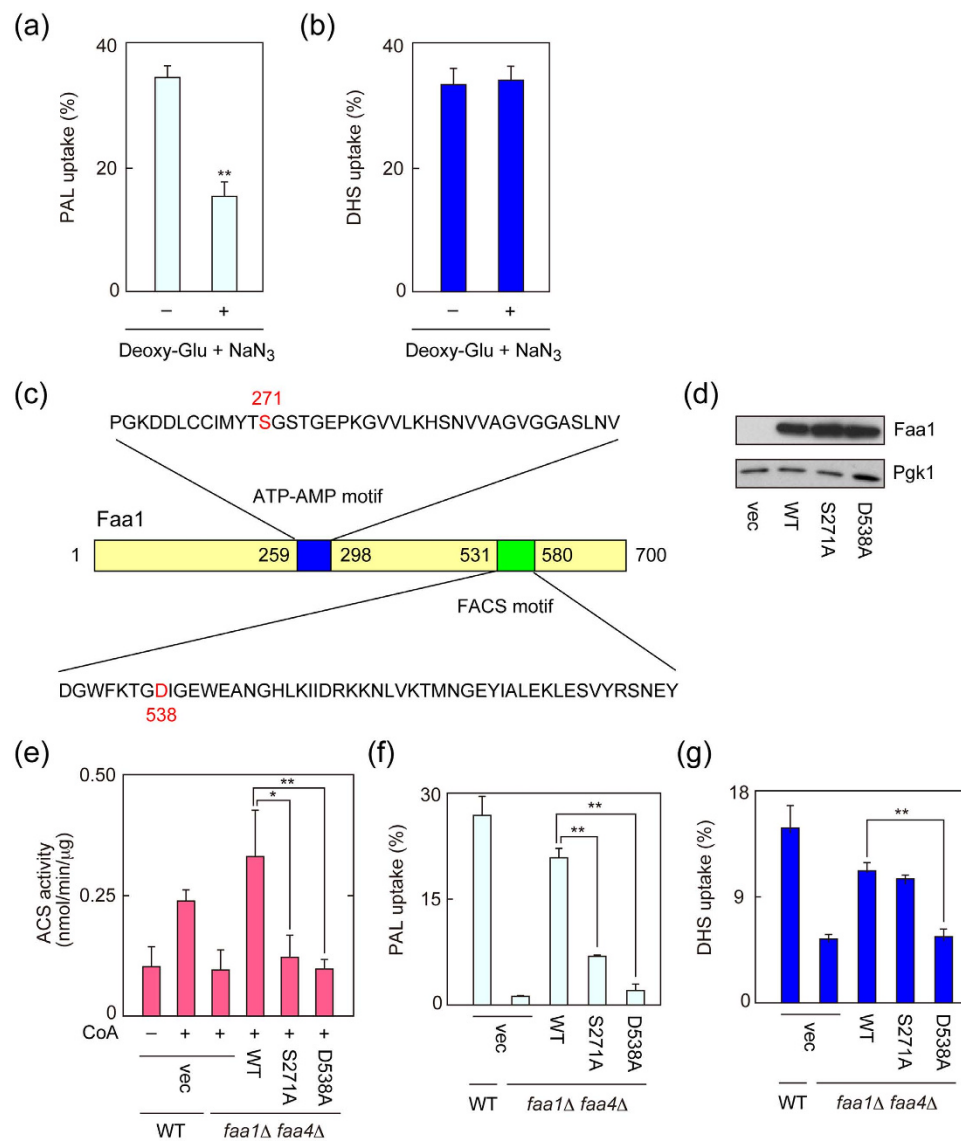 (a)
PAL uptake (%)
40
20
0
**
– +
Deoxy-Glu + NaN3
(b)
DHS uptake (%)
40
20
0
– +
Deoxy-Glu + NaN3
(c)
271
PGKDDLCCIMYTSGSTGEPKGVVLKHSNVVAGVGGASLNV
ATP-AMP motif
Faa1
1 259 298 531 580 700
FACS motif
DGWFKTGDIGEWEANGHLKIIDRKKNLVKTMNGEYIALEKLESVYRSNEY
538
(d)
Faa1
Pgk1
vec WT S271A D538A
(e)
ACS activity
(nmol/min/μg)
0.50
0.25
0
**
*
CoA – + + + + +
vec WT S271A D538A
WT faa1Δ faa4Δ
(f)
PAL uptake (%)
30
15
0
**
**
vec WT S271A D538A
WT faa1Δ faa4Δ
(g)
DHS uptake (%)
18
9
0
**
vec WT S271A D538A
WT faa1Δ faa4Δ